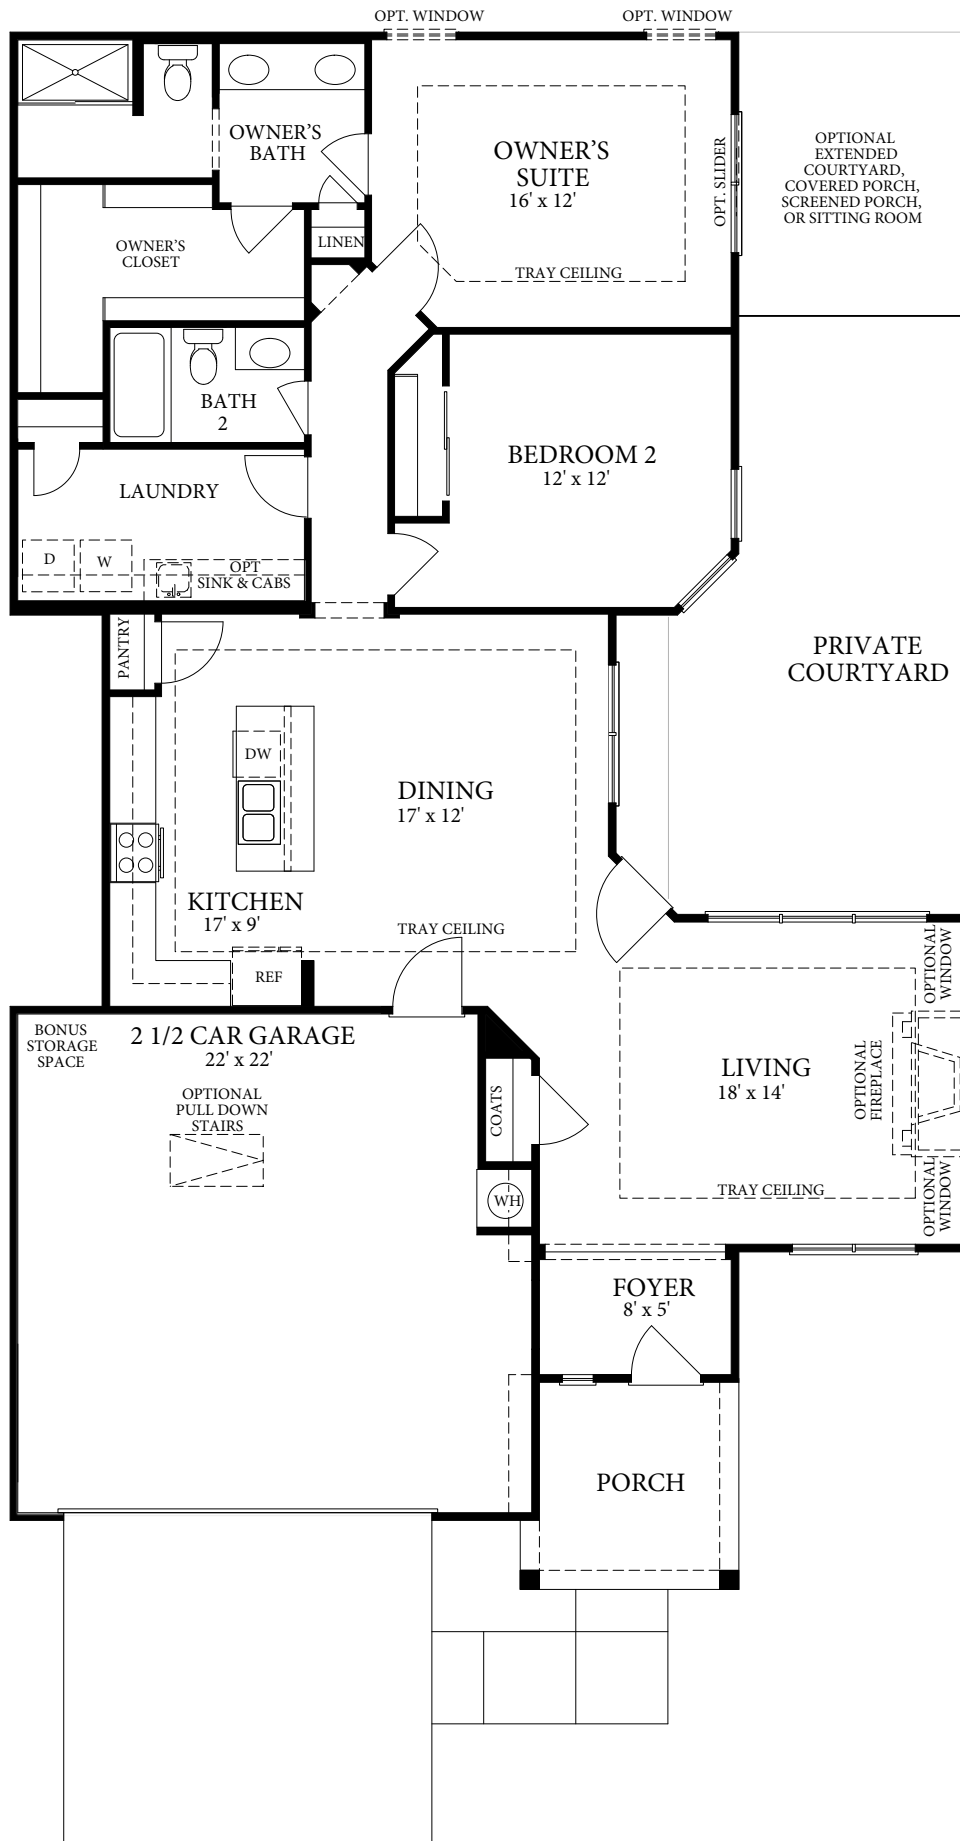 OPT. WINDOW
OPT. WINDOW
OWNER'S
BATH
OWNER'S
SUITE
16' x 12'
OPT. SLIDER
OPTIONAL
EXTENDED
COURTYARD,
COVERED PORCH,
SCREENED PORCH,
OR SITTING ROOM
LINEN
OWNER'S
CLOSET
TRAY CEILING
BATH
2
BEDROOM 2
12' x 12'
LAUNDRY
D
W
OPT
SINK & CABS
PANTRY
PRIVATE
COURTYARD
DW
DINING
17' x 12'
KITCHEN
17' x 9'
TRAY CEILING
REF
OPTIONAL
WINDOW
BONUS
STORAGE
SPACE
2 1/2 CAR GARAGE
22' x 22'
OPTIONAL
PULL DOWN
STAIRS
COATS
LIVING
18' x 14'
OPTIONAL
FIREPLACE
TRAY CEILING
OPTIONAL
WINDOW
WH
FOYER
8' x 5'
PORCH